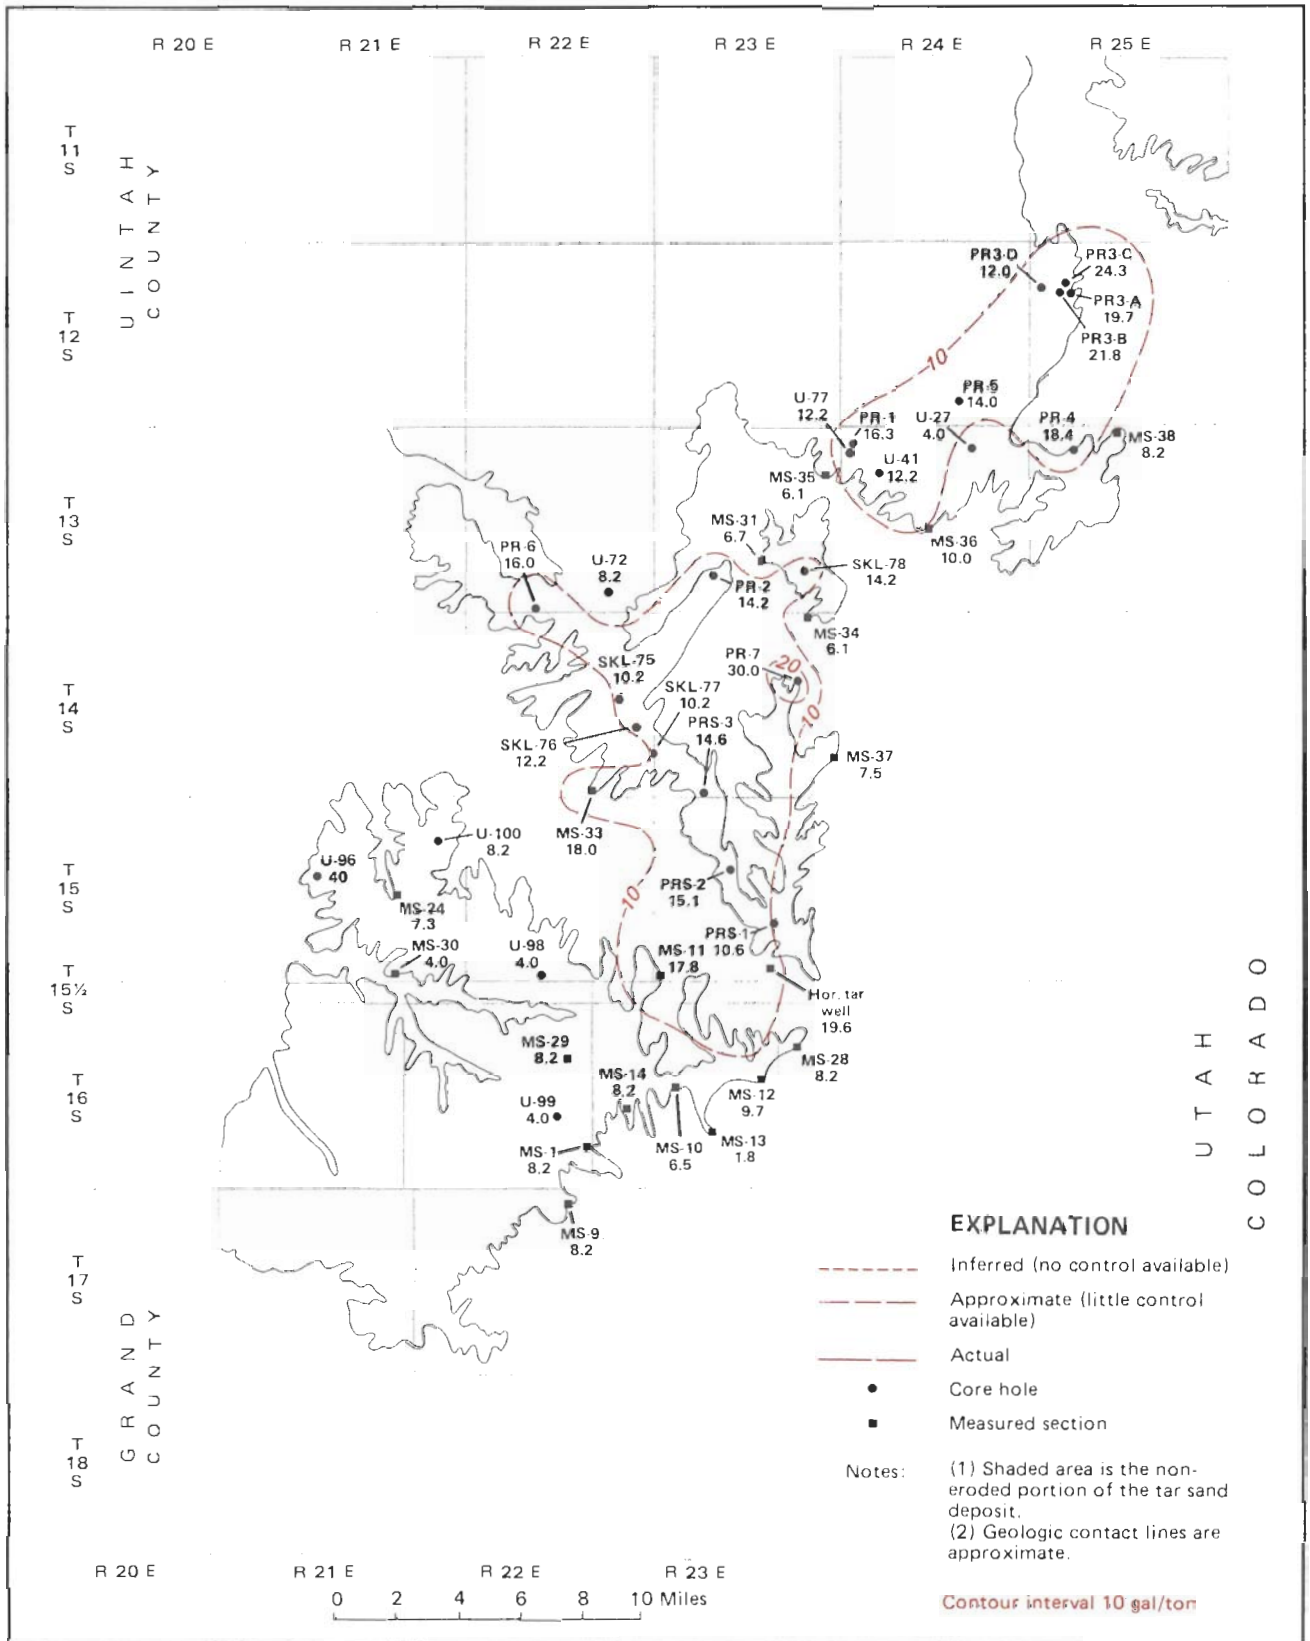 R 20 E R 21 E R 22 E R 23 E R 24 E R 25 E
T
11
S
UINTAH
COUNTY
T
12
S
PR3-D
12.0
PR3-C
24.3
PR3-A
19.7
PR3-B
21.8
10
PR-5
14.0
U-77
12.2
PR-1
16.3
U-27
4.0
PR-4
18.4
MS-38
8.2
U-41
12.2
MS-35
6.1
T
13
S
MS-31
6.7
MS-36
10.0
PR-6
16.0
U-72
8.2
SKL-78
14.2
PR-2
14.2
MS-34
6.1
PR-7
30.0
20
SKL-75
10.2
SKL-77
10.2
T
14
S
PRS-3
14.6
10
SKL-76
12.2
MS-37
7.5
MS-33
18.0
U-100
8.2
U-96
40
T
15
S
PRS-2
15.1
10
MS-24
7.3
PRS-1
10.6
MS-30
4.0
U-98
4.0
MS-11
17.8
T
15½
S
Hor. tar
well
19.6
MS-29
8.2
MS-28
8.2
MS-14
8.2
T
16
S
MS-12
9.7
U-99
4.0
MS-1
8.2
MS-10
6.5
MS-13
1.8
UTAH
COLORADO
MS-9
8.2
T
17
S
GRAND
COUNTY
T
18
S
EXPLANATION
Inferred (no control available)
Approximate (little control
available)
Actual
Core hole
Measured section
Notes:
(1) Shaded area is the non-
eroded portion of the tar sand
deposit.
(2) Geologic contact lines are
approximate.
R 20 E R 21 E R 22 E R 23 E
0 2 4 6 8 10 Miles
Contour interval 10 gal/ton